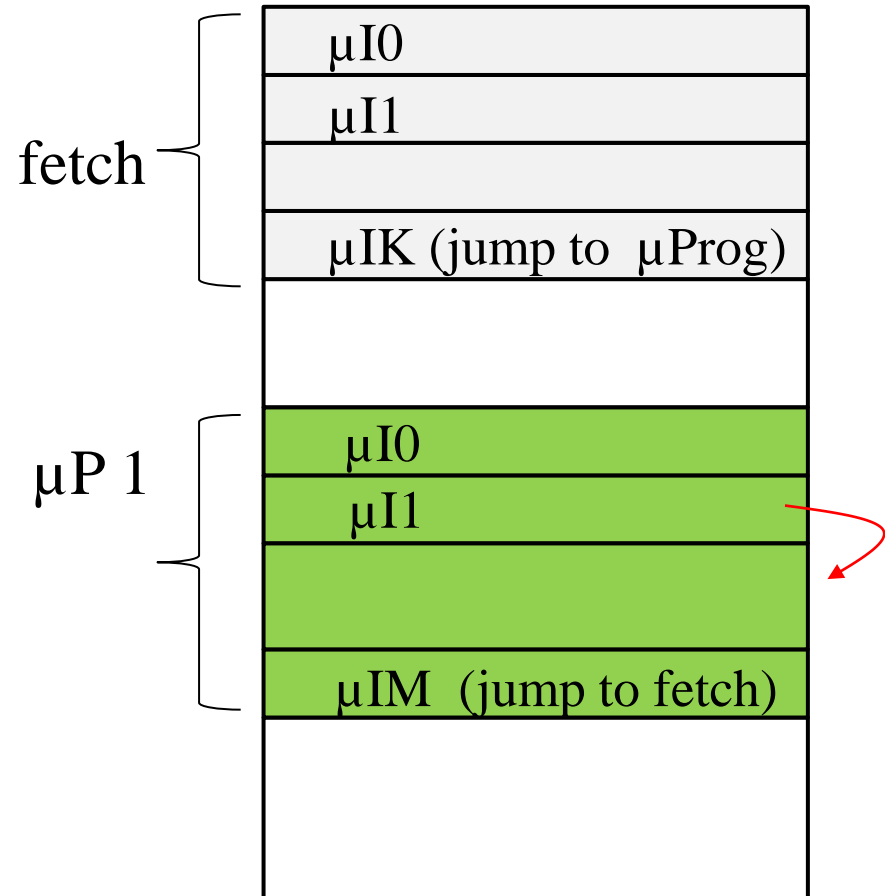 µI0
µI1
fetch
µIK (jump to µProg)
µI0
µP 1
µI1
µIM (jump to fetch)